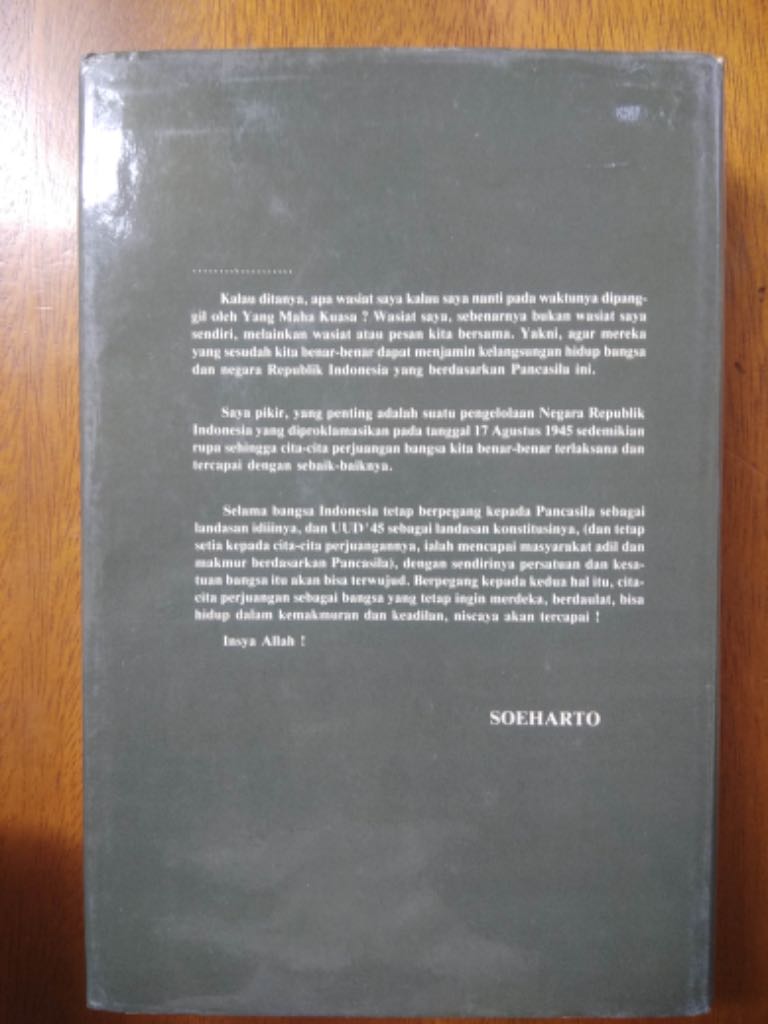 ....................
Kalau ditanya, apa wasiat saya kalau saya nanti pada waktunya dipang-
gil oleh Yang Maha Kuasa ? Wasiat saya, sebenarnya bukan wasiat saya
sendiri, melainkan wasiat atau pesan kita bersama. Yakni, agar mereka
yang sesudah kita benar-benar dapat menjamin kelangsungan hidup bangsa
dan negara Republik Indonesia yang berdasarkan Pancasila ini.
Saya pikir, yang penting adalah suatu pengelolaan Negara Republik
Indonesia yang diproklamasikan pada tanggal 17 Agustus 1945 sedemikian
rupa sehingga cita-cita perjuangan bangsa kita benar-benar terlaksana dan
tercapai dengan sebaik-baiknya.
Selama bangsa Indonesia tetap berpegang kepada Pancasila sebagai
landasan idiilnya, dan UUD '45 sebagai landasan konstitusinya, (dan tetap
setia kepada cita-cita perjuangannya, ialah mencapai masyarakat adil dan
makmur berdasarkan Pancasila), dengan sendirinya persatuan dan kesa-
tuan bangsa itu akan bisa terwujud. Berpegang kepada kedua hal itu, cita-
cita perjuangan sebagai bangsa yang tetap ingin merdeka, berdaulat, bisa
hidup dalam kemakmuran dan keadilan, niscaya akan tercapai !
Insya Allah !
SOEHARTO